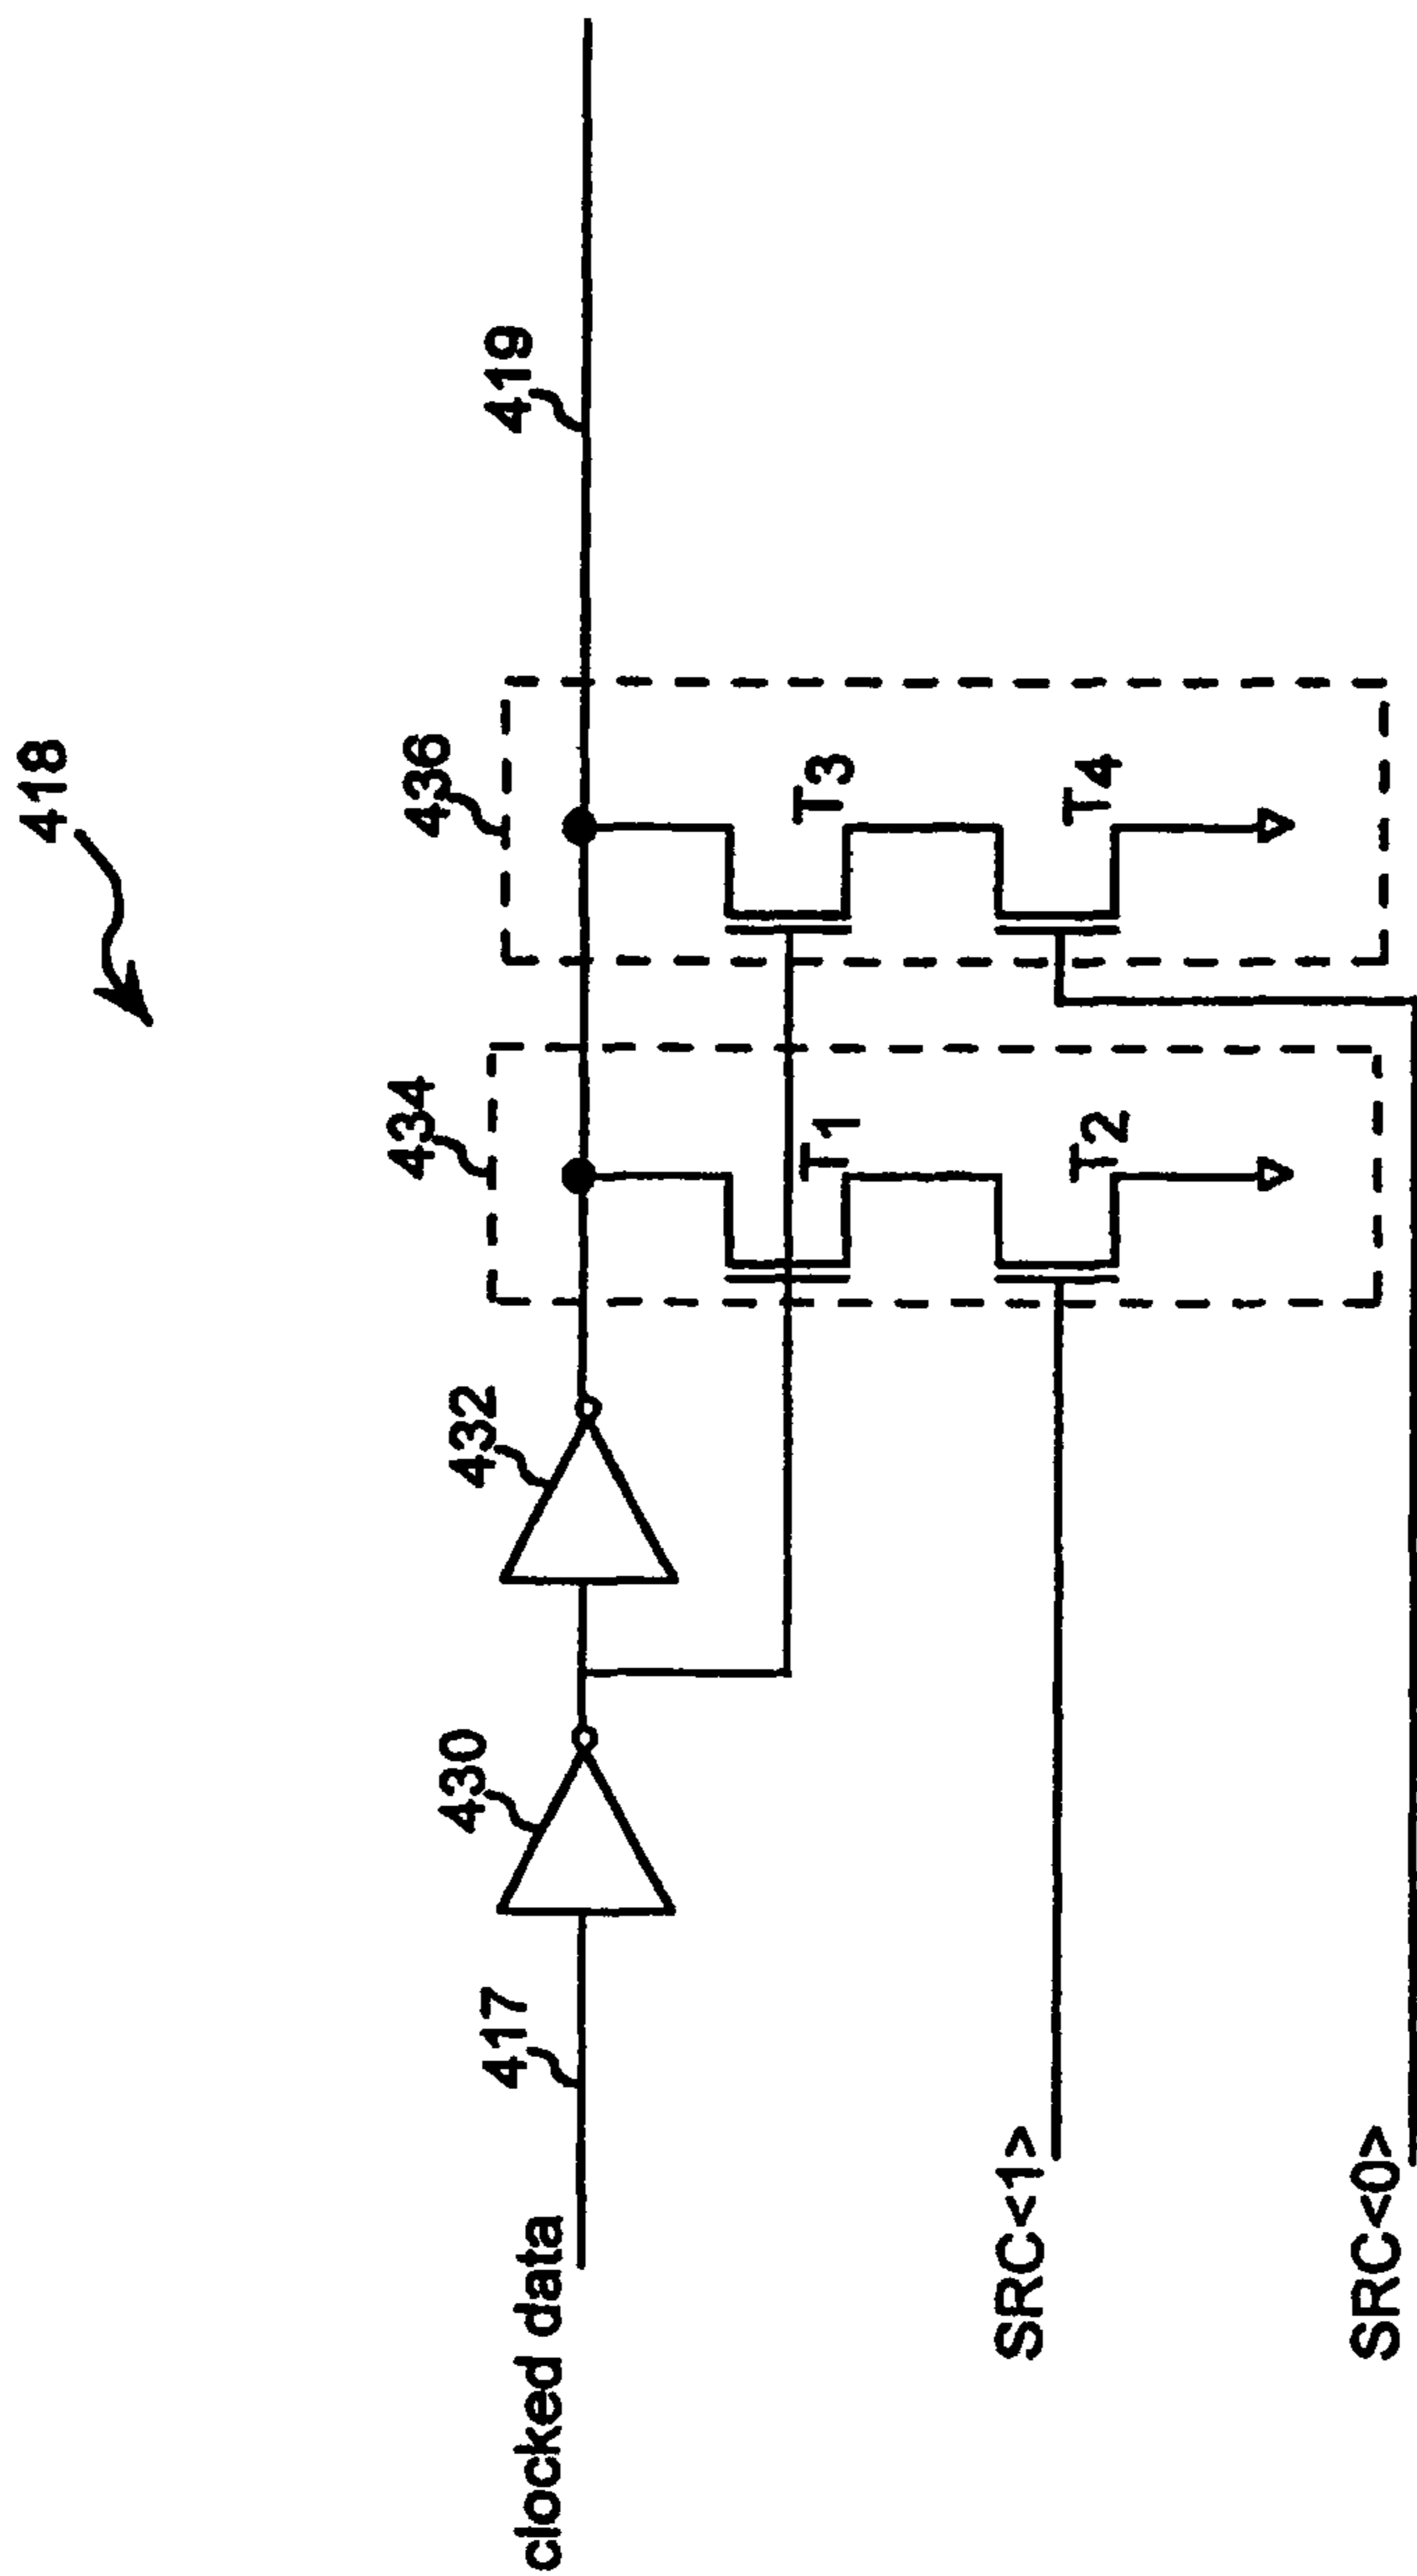 418
419
436
434
432
430
417
T3
T1
T4
T2
clocked data
SRC<1>
SRC<0>